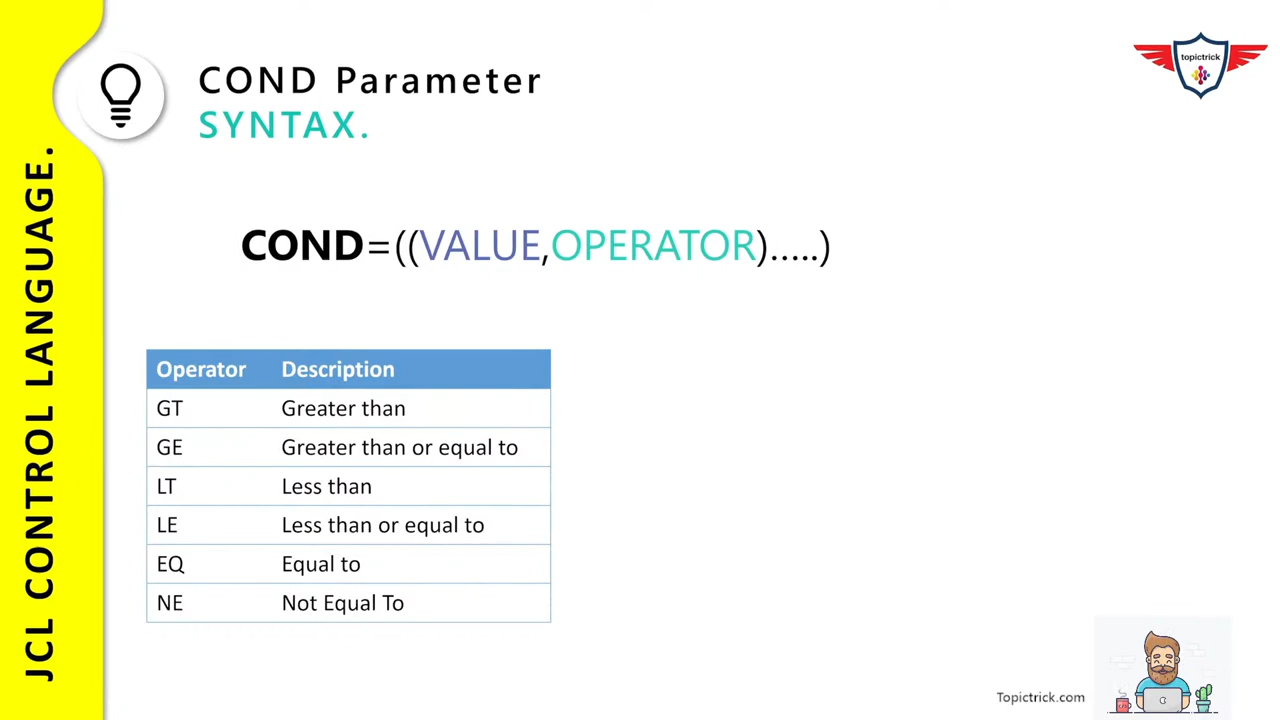 JCL CONTROL LANGUAGE.
COND Parameter
SYNTAX.
topictrick
COND=((VALUE,OPERATOR).....)
Operator Description
GT Greater than
GE Greater than or equal to
LT Less than
LE Less than or equal to
EQ Equal to
NE Not Equal To
Topictrick.com